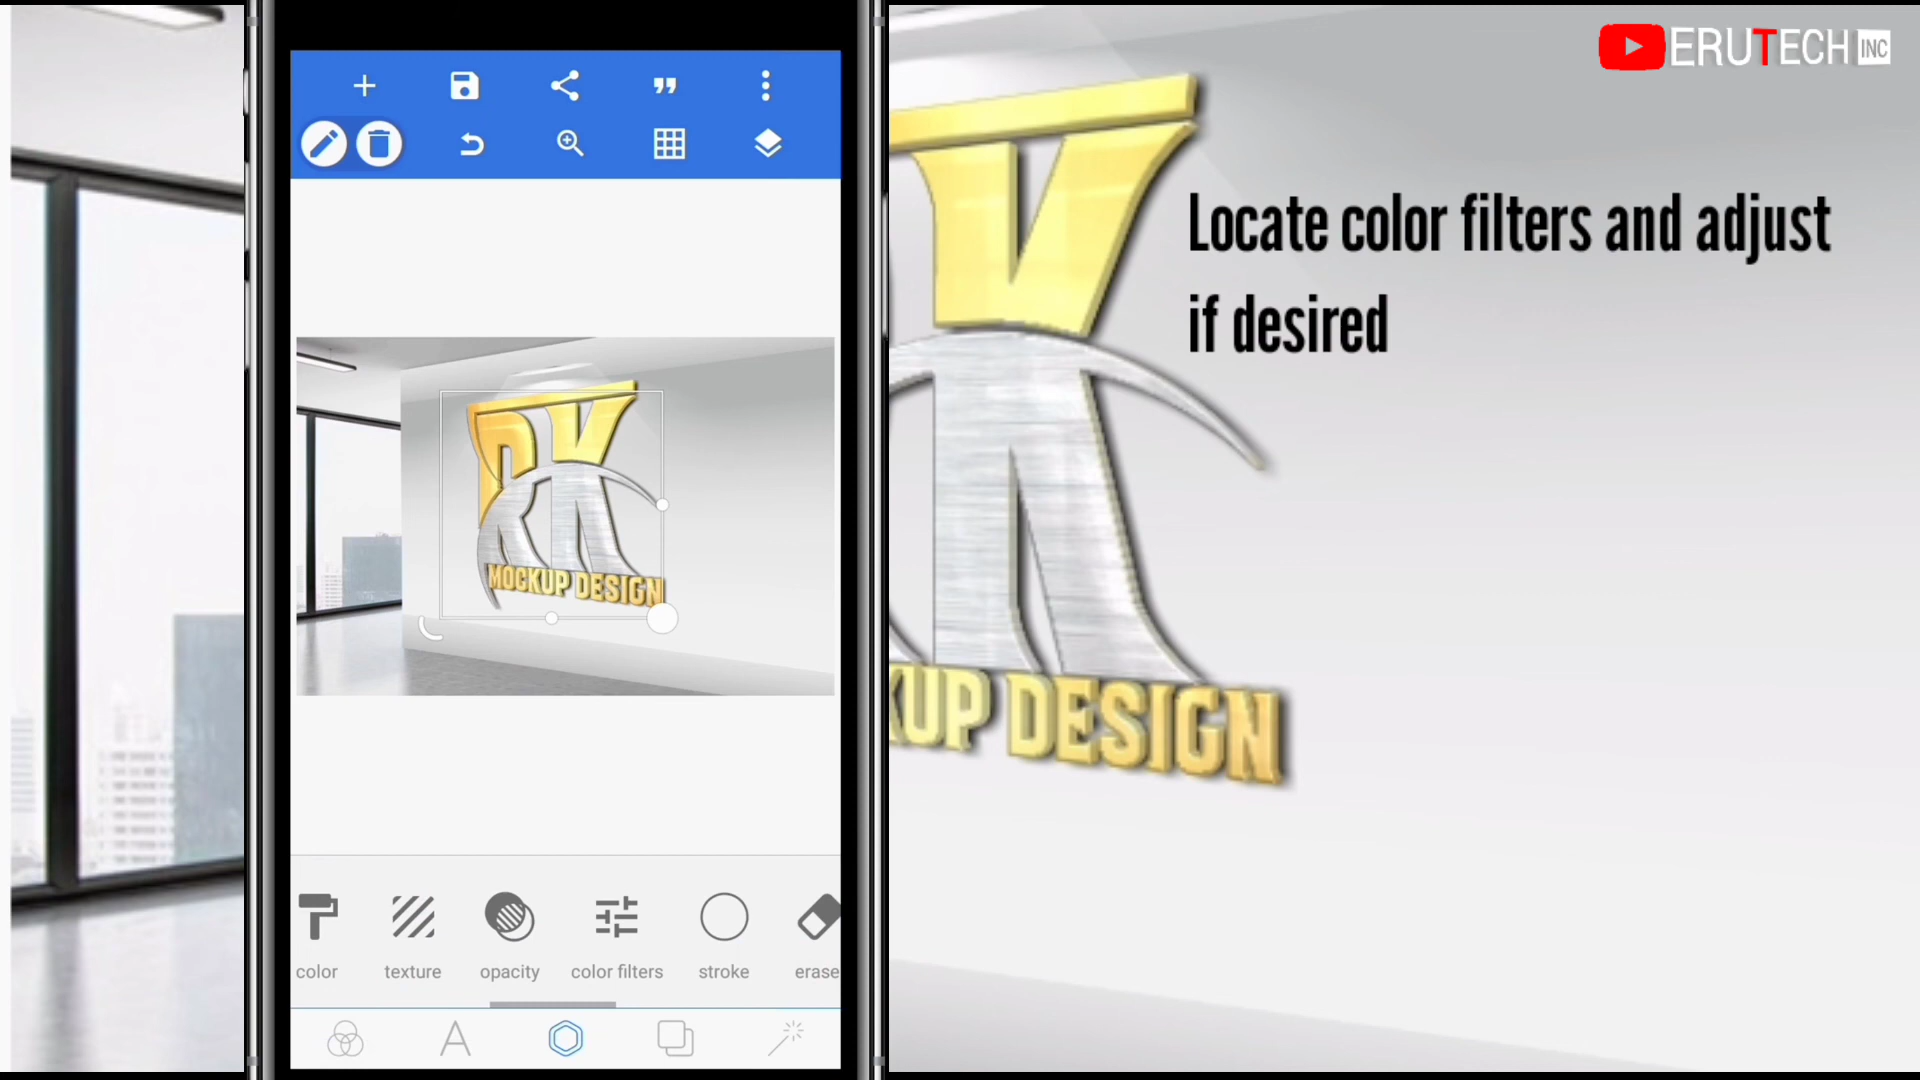 ERUTECH INC
Locate color filters and adjust
if desired
RK
MOCKUP DESIGN
KUP DESIGN
color
texture
opacity
color filters
stroke
erase